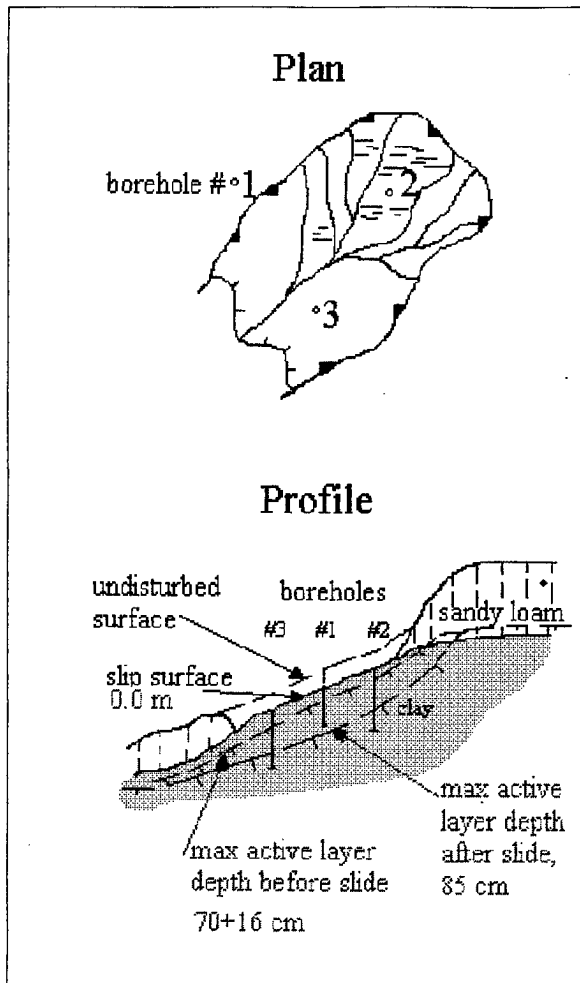 Plan
borehole # 1
2
3
Profile
undisturbed
surface
boreholes
#3 #1 #2
sandy loam
slip surface
0.0 m
clay
max active
layer depth
after slide,
85 cm
max active layer
depth before slide
70+16 cm